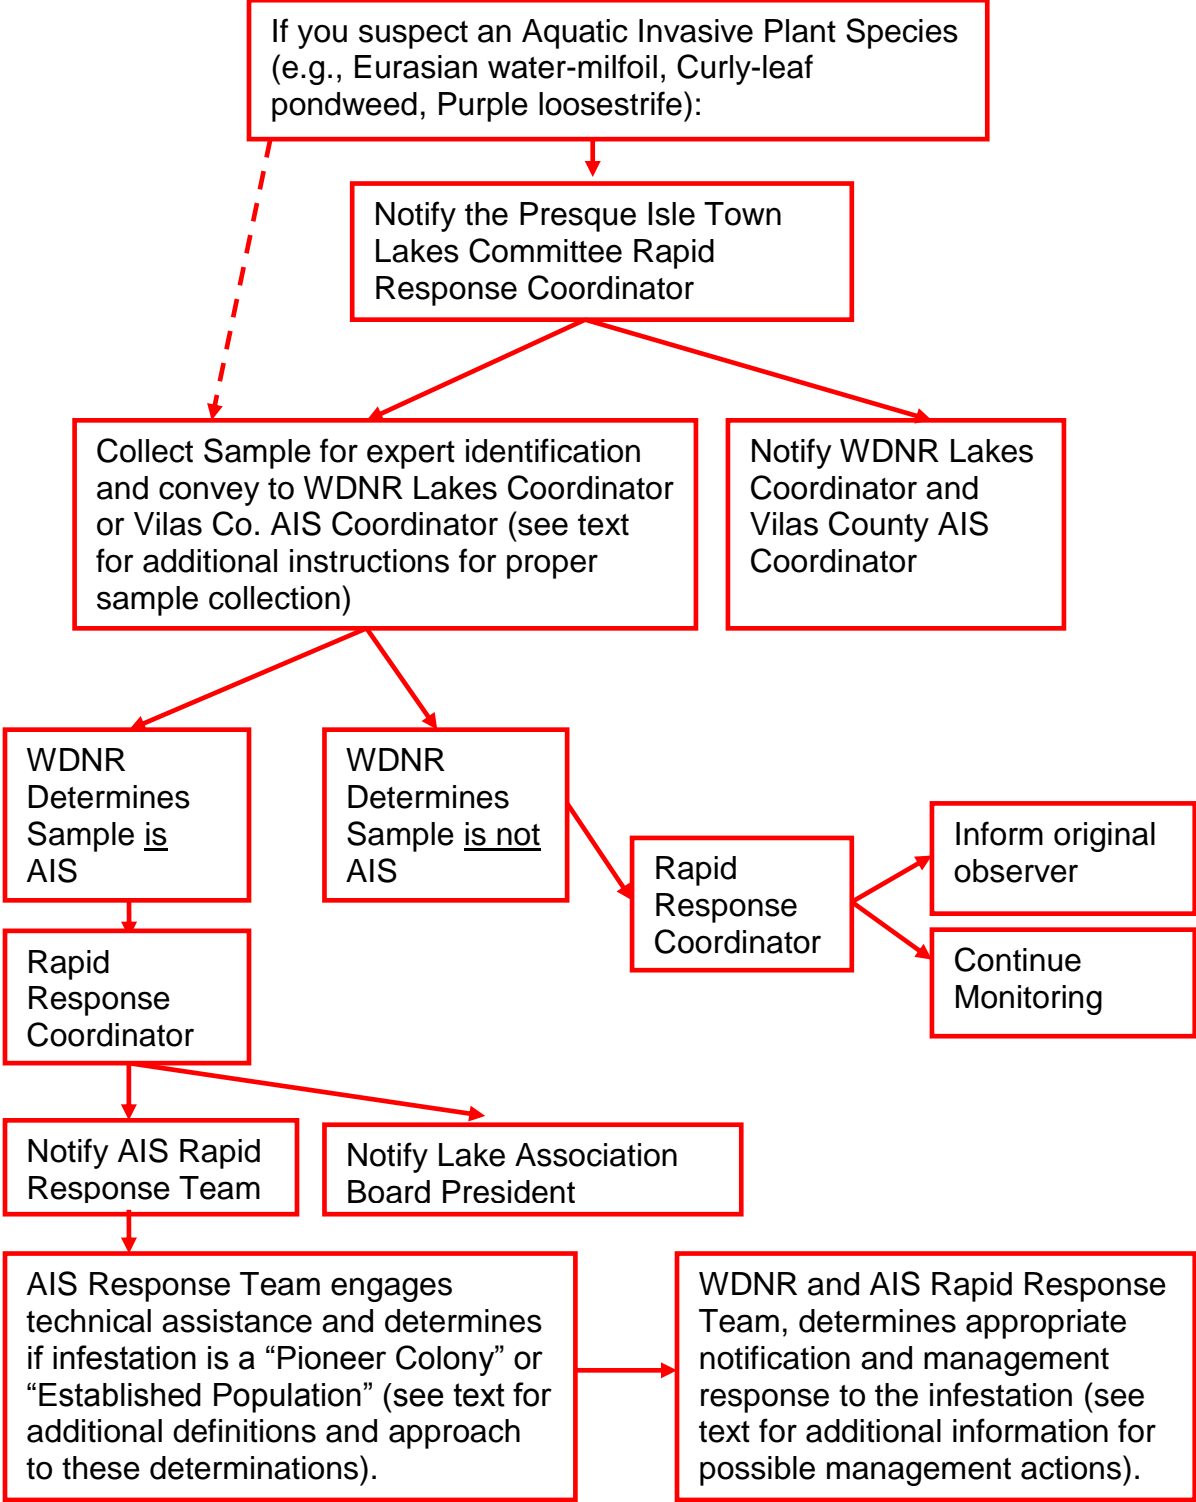 If you suspect an Aquatic Invasive Plant Species
(e.g., Eurasian water-milfoil, Curly-leaf
pondweed, Purple loosestrife):
Notify the Presque Isle Town
Lakes Committee Rapid
Response Coordinator
Collect Sample for expert identification
and convey to WDNR Lakes Coordinator
or Vilas Co. AIS Coordinator (see text
for additional instructions for proper
sample collection)
Notify WDNR Lakes
Coordinator and
Vilas County AIS
Coordinator
WDNR
Determines
Sample is
AIS
WDNR
Determines
Sample is not
AIS
Rapid
Response
Coordinator
Inform original
observer
Continue
Monitoring
Rapid
Response
Coordinator
Notify AIS Rapid
Response Team
Notify Lake Association
Board President
AIS Response Team engages
technical assistance and determines
if infestation is a “Pioneer Colony” or
“Established Population” (see text for
additional definitions and approach
to these determinations).
WDNR and AIS Rapid Response
Team, determines appropriate
notification and management
response to the infestation (see
text for additional information for
possible management actions).